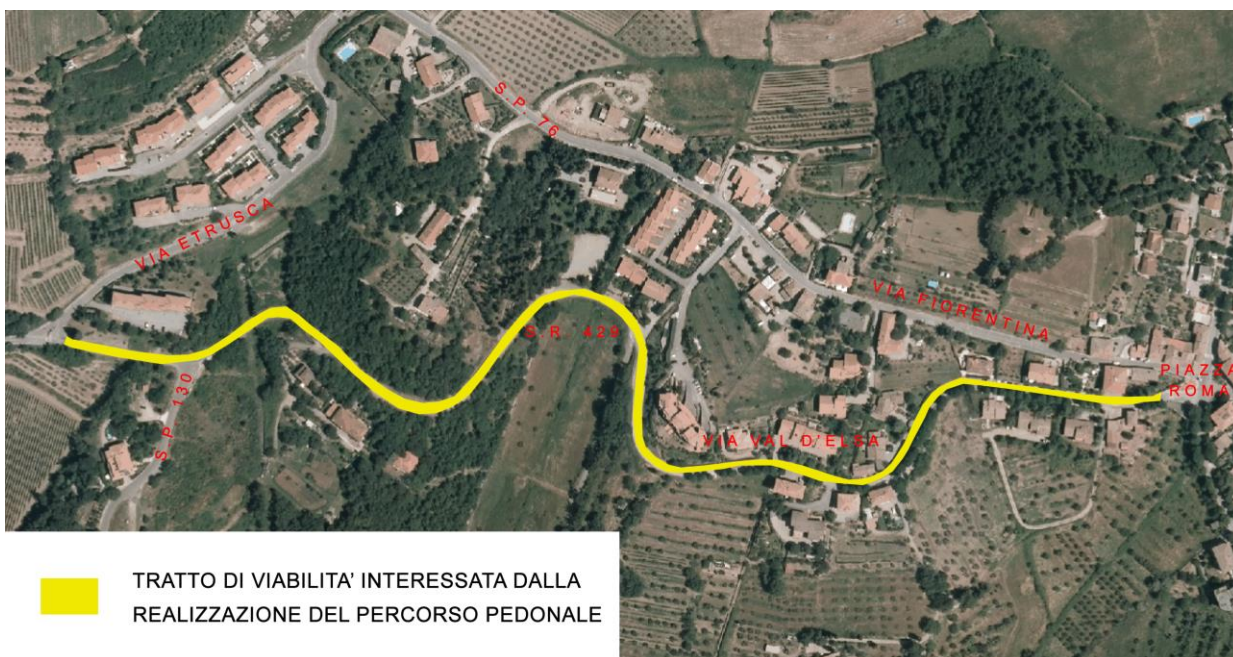 S.P. 76
VIA ETRUSCA
VIA FIORENTINA
S.R. 429
PIAZZA
ROMA
S.P 130
VIA VAL D'ELSA
TRATTO DI VIABILITA' INTERESSATA DALLA
REALIZZAZIONE DEL PERCORSO PEDONALE